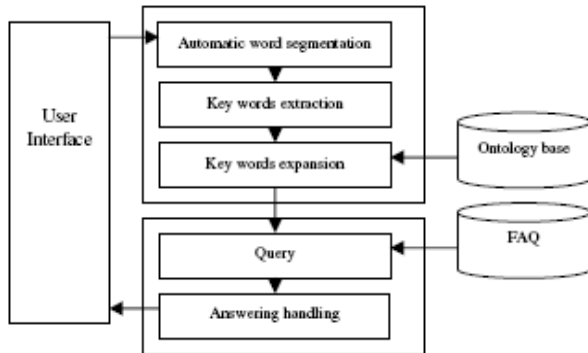 Automatic word segmentation
User
Interface
Key words extraction
Key words expansion
Ontology base
Query
FAQ
Answering handling